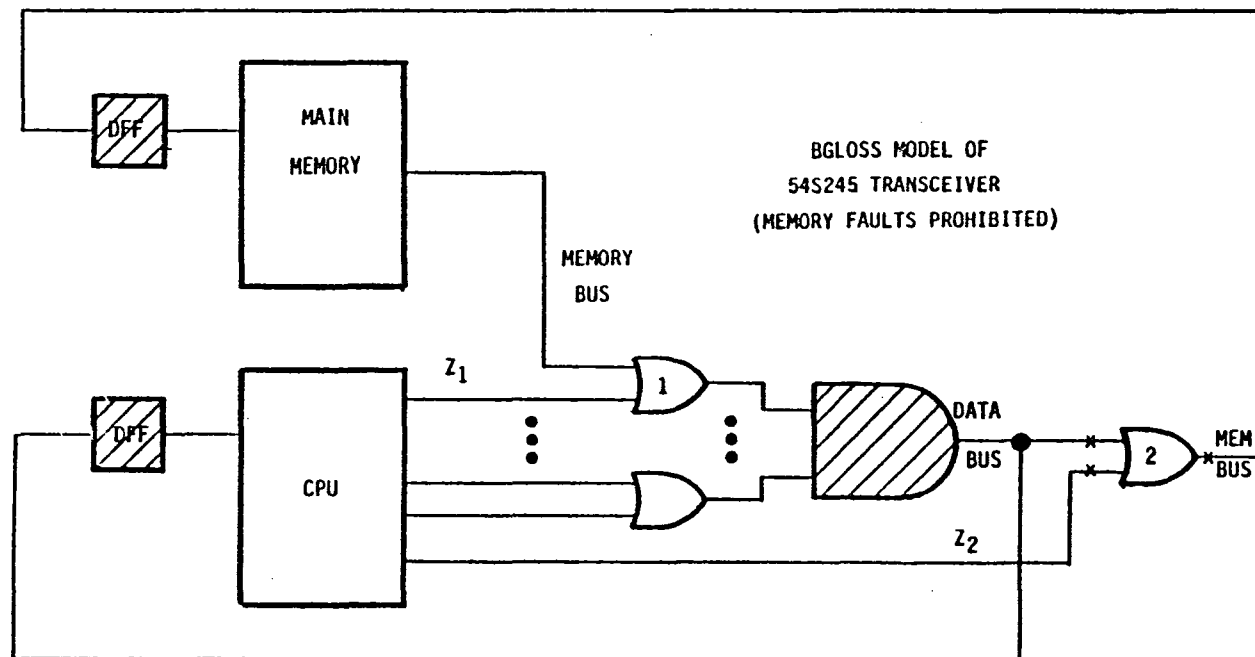 DFF
MAIN
MEMORY
BGLOSS MODEL OF
54S245 TRANSCEIVER
(MEMORY FAULTS PROHIBITED)
MEMORY
BUS
Z1
1
DFF
CPU
DATA
BUS
2
MEM
BUS
Z2